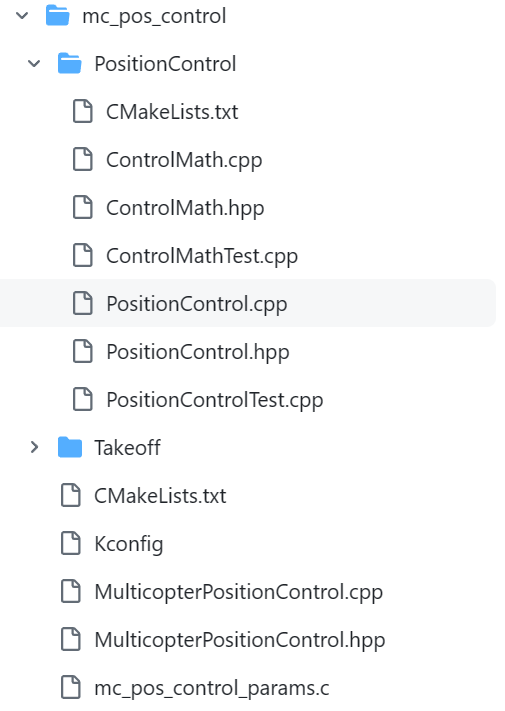 mc_pos_control
PositionControl
CMakeLists.txt
ControlMath.cpp
ControlMath.hpp
ControlMathTest.cpp
PositionControl.cpp
PositionControl.hpp
PositionControlTest.cpp
Takeoff
CMakeLists.txt
Kconfig
MulticopterPositionControl.cpp
MulticopterPositionControl.hpp
mc_pos_control_params.c